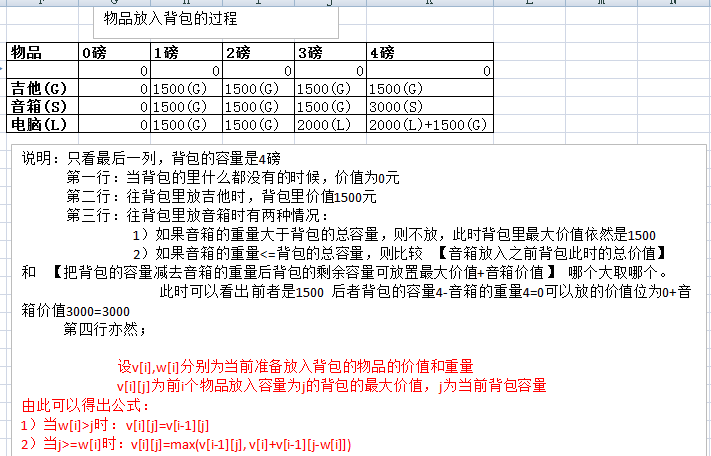 F G H I J K L M N
物品放入背包的过程
物品 0磅 1磅 2磅 3磅 4磅
0 0 0 0 0
吉他(G) 0 1500(G) 1500(G) 1500(G) 1500(G)
音箱(S) 0 1500(G) 1500(G) 1500(G) 3000(S)
电脑(L) 0 1500(G) 1500(G) 2000(L) 2000(L)+1500(G)
说明：只看最后一列，背包的容量是4磅
第一行：当背包的里什么都没有的时候，价值为0元
第二行：往背包里放吉他时，背包里价值1500元
第三行：往背包里放音箱时有两种情况：
1）如果音箱的重量大于背包的总容量，则不放，此时背包里最大价值依然是1500
2）如果音箱的重量<=背包的总容量，则比较 【音箱放入之前背包此时的总价值】
和 【把背包的容量减去音箱的重量后背包的剩余容量可放置最大价值+音箱价值 】 哪个大取哪个。
此时可以看出前者是1500 后者背包的容量4-音箱的重量4=0可以放的价值位为0+音
箱价值3000=3000
第四行亦然；
设v[i],w[i]分别为当前准备放入背包的物品的价值和重量
v[i][j]为前i个物品放入容量为j的背包的最大价值，j为当前背包容量
由此可以得出公式：
1）当w[i]>j时：v[i][j]=v[i-1][j]
2）当j>=w[i]时：v[i][j]=max(v[i-1][j], v[i]+v[i-1][j-w[i]])